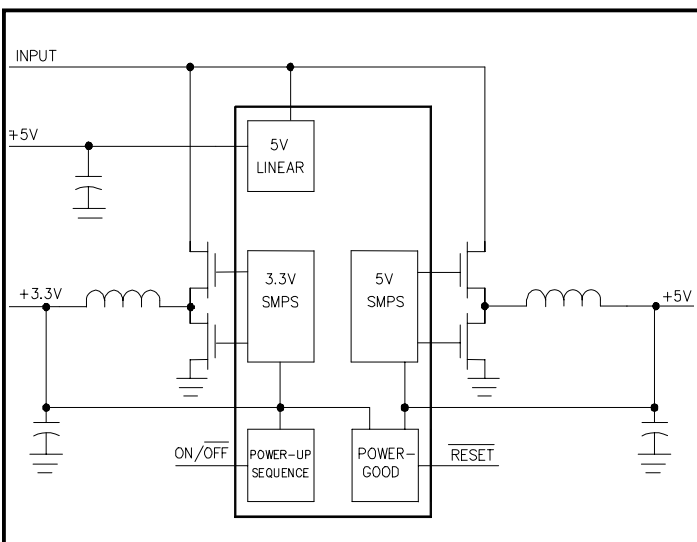 INPUT
+5V
5V
LINEAR
+3.3V
3.3V
SMPS
5V
SMPS
+5V
ON/OFF
POWER-UP
SEQUENCE
POWER-
GOOD
RESET